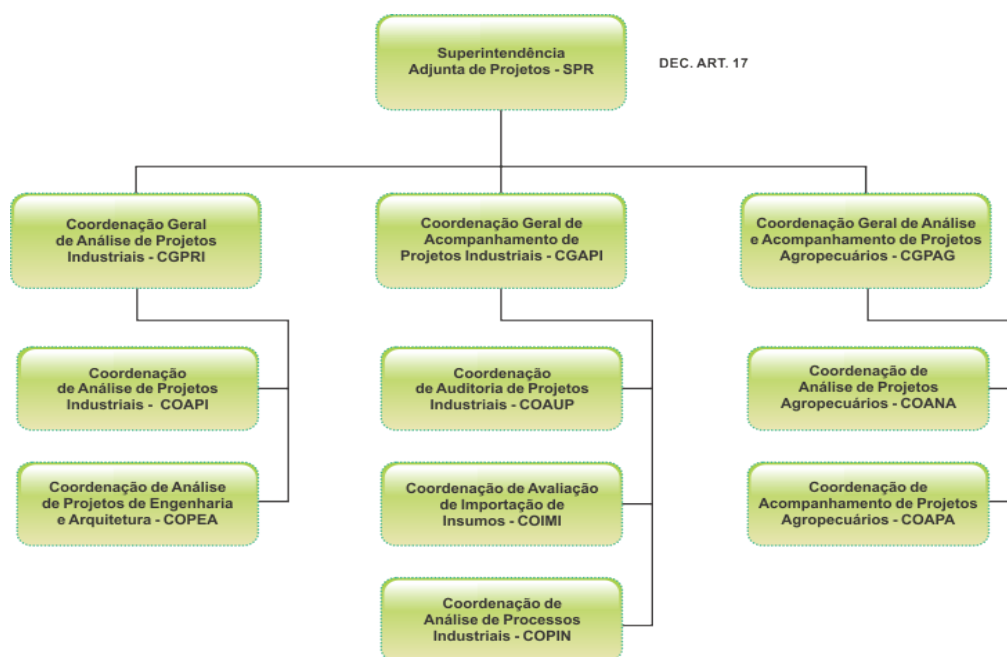 Superintendência
Adjunta de Projetos - SPR
DEC. ART. 17
Coordenação Geral
de Análise de Projetos
Industriais - CGPRI
Coordenação Geral de
Acompanhamento de
Projetos Industriais - CGAPI
Coordenação Geral de Análise
e Acompanhamento de Projetos
Agropecuários - CGPAG
Coordenação
de Análise de Projetos
Industriais - COAPI
Coordenação
de Auditoria de Projetos
Industriais - COAUP
Coordenação de
Análise de Projetos
Agropecuários - COANA
Coordenação de Análise
de Projetos de Engenharia
e Arquitetura - COPEA
Coordenação de Avaliação
de Importação de
Insumos - COIMI
Coordenação de
Acompanhamento de Projetos
Agropecuários - COAPA
Coordenação de
Análise de Processos
Industriais - COPIN